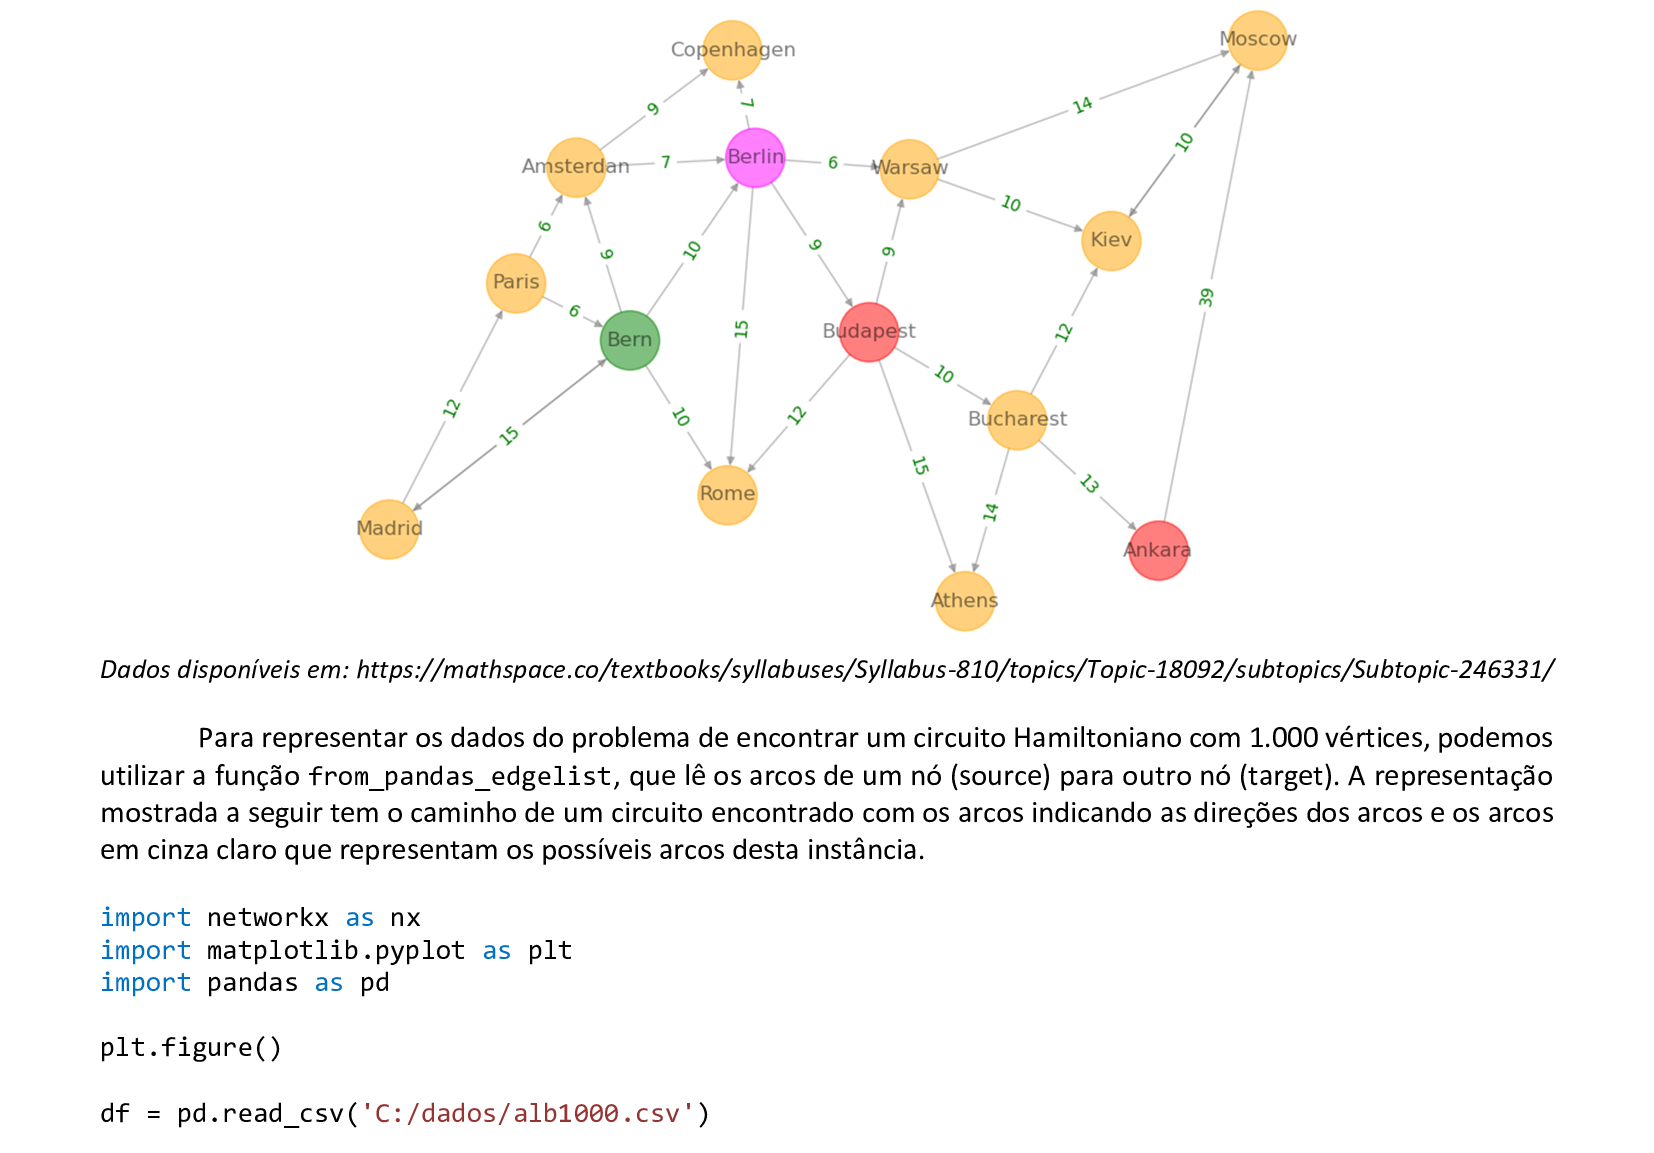 Copenhagen
Moscow
9
7
14
Amsterdan
7
Berlin
6
Warsaw
10
10
6
9
10
9
9
Kiev
Paris
6
15
39
Bern
Budapest
12
12
10
10
12
Bucharest
15
15
13
14
Madrid
Rome
Ankara
Athens
Dados disponíveis em: https://mathspace.co/textbooks/syllabuses/Syllabus-810/topics/Topic-18092/subtopics/Subtopic-246331/
Para representar os dados do problema de encontrar um circuito Hamiltoniano com 1.000 vértices, podemos
utilizar a função from_pandas_edgelist, que lê os arcos de um nó (source) para outro nó (target). A representação
mostrada a seguir tem o caminho de um circuito encontrado com os arcos indicando as direções dos arcos e os arcos
em cinza claro que representam os possíveis arcos desta instância.
import networkx as nx
import matplotlib.pyplot as plt
import pandas as pd
plt.figure()
df = pd.read_csv('C:/dados/alb1000.csv')